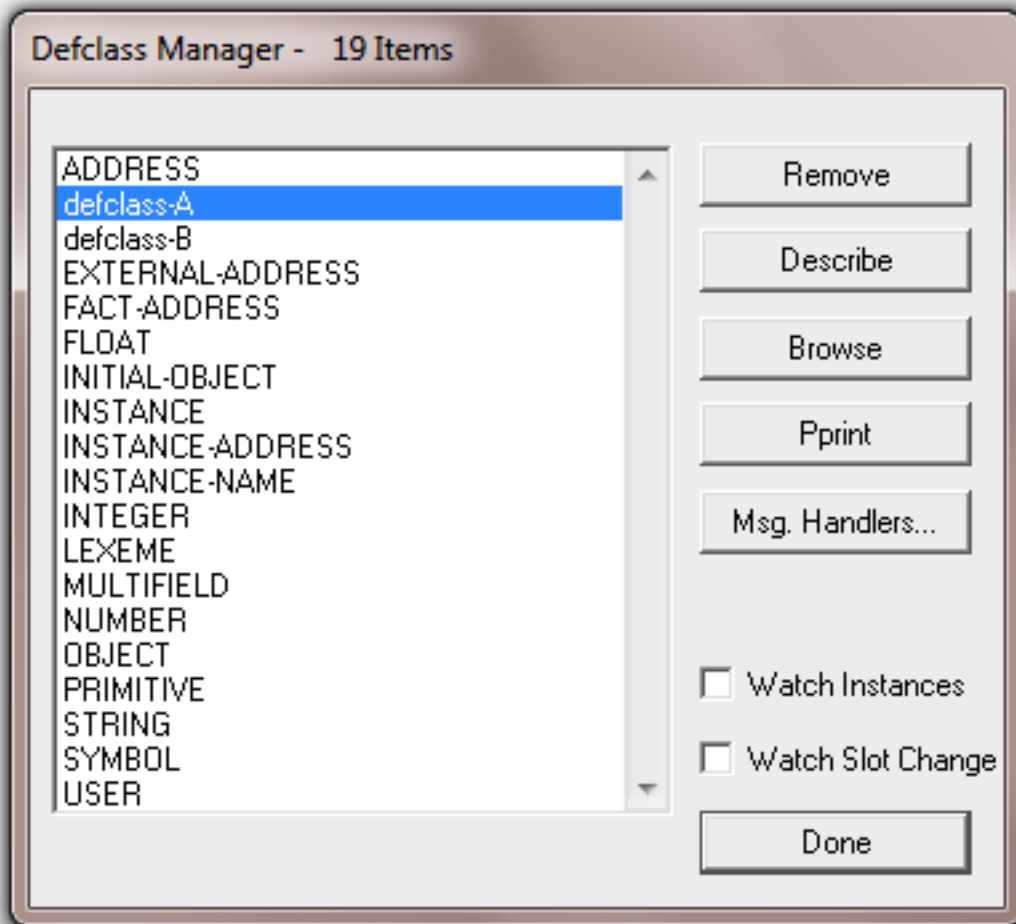 Defclass Manager - 19 Items
ADDRESS
defclass-A
defclass-B
EXTERNAL-ADDRESS
FACT-ADDRESS
FLOAT
INITIAL-OBJECT
INSTANCE
INSTANCE-ADDRESS
INSTANCE-NAME
INTEGER
LEXEME
MULTIFIELD
NUMBER
OBJECT
PRIMITIVE
STRING
SYMBOL
USER
Remove
Describe
Browse
Pprint
Msg. Handlers...
Watch Instances
Watch Slot Change
Done